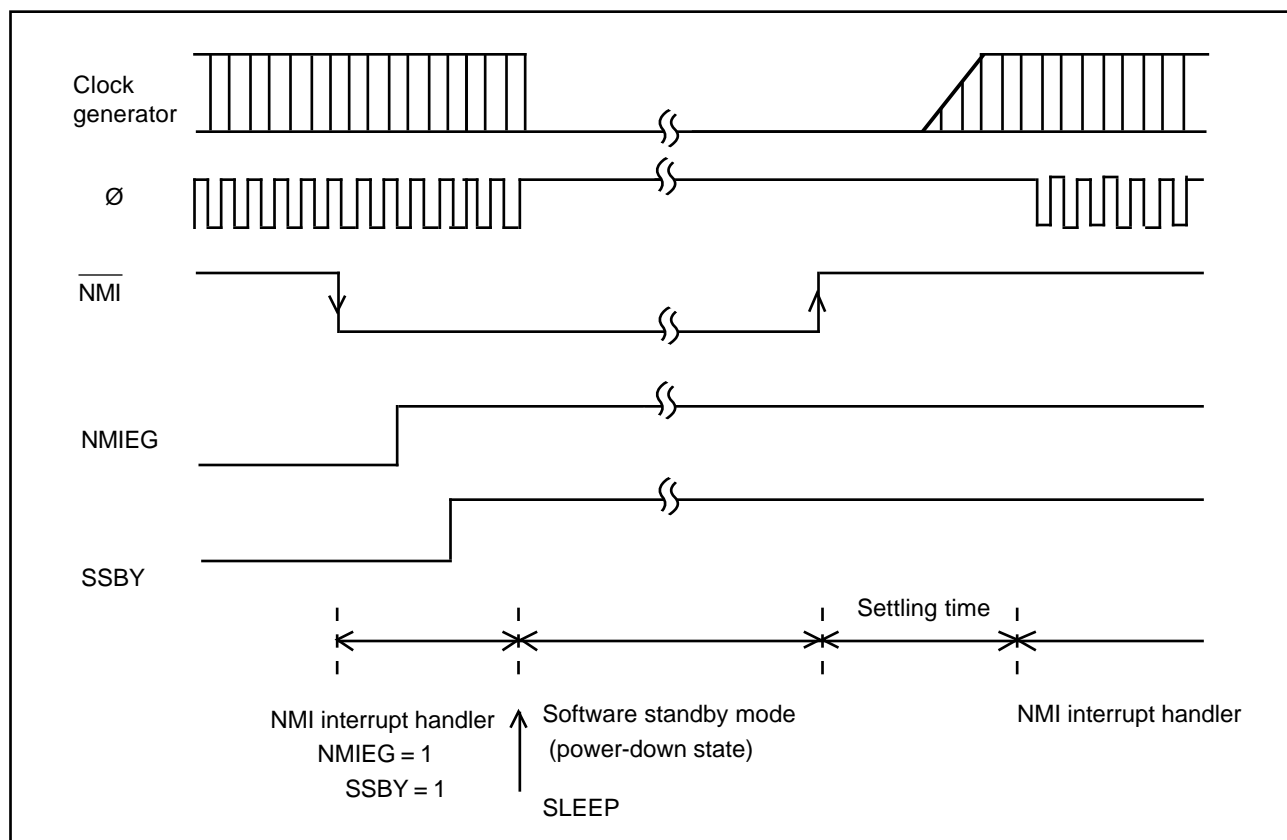 Clock
generator
Ø
NMI
NMIEG
SSBY
Settling time
NMI interrupt handler
NMIEG = 1
SSBY = 1
Software standby mode
(power-down state)
SLEEP
NMI interrupt handler